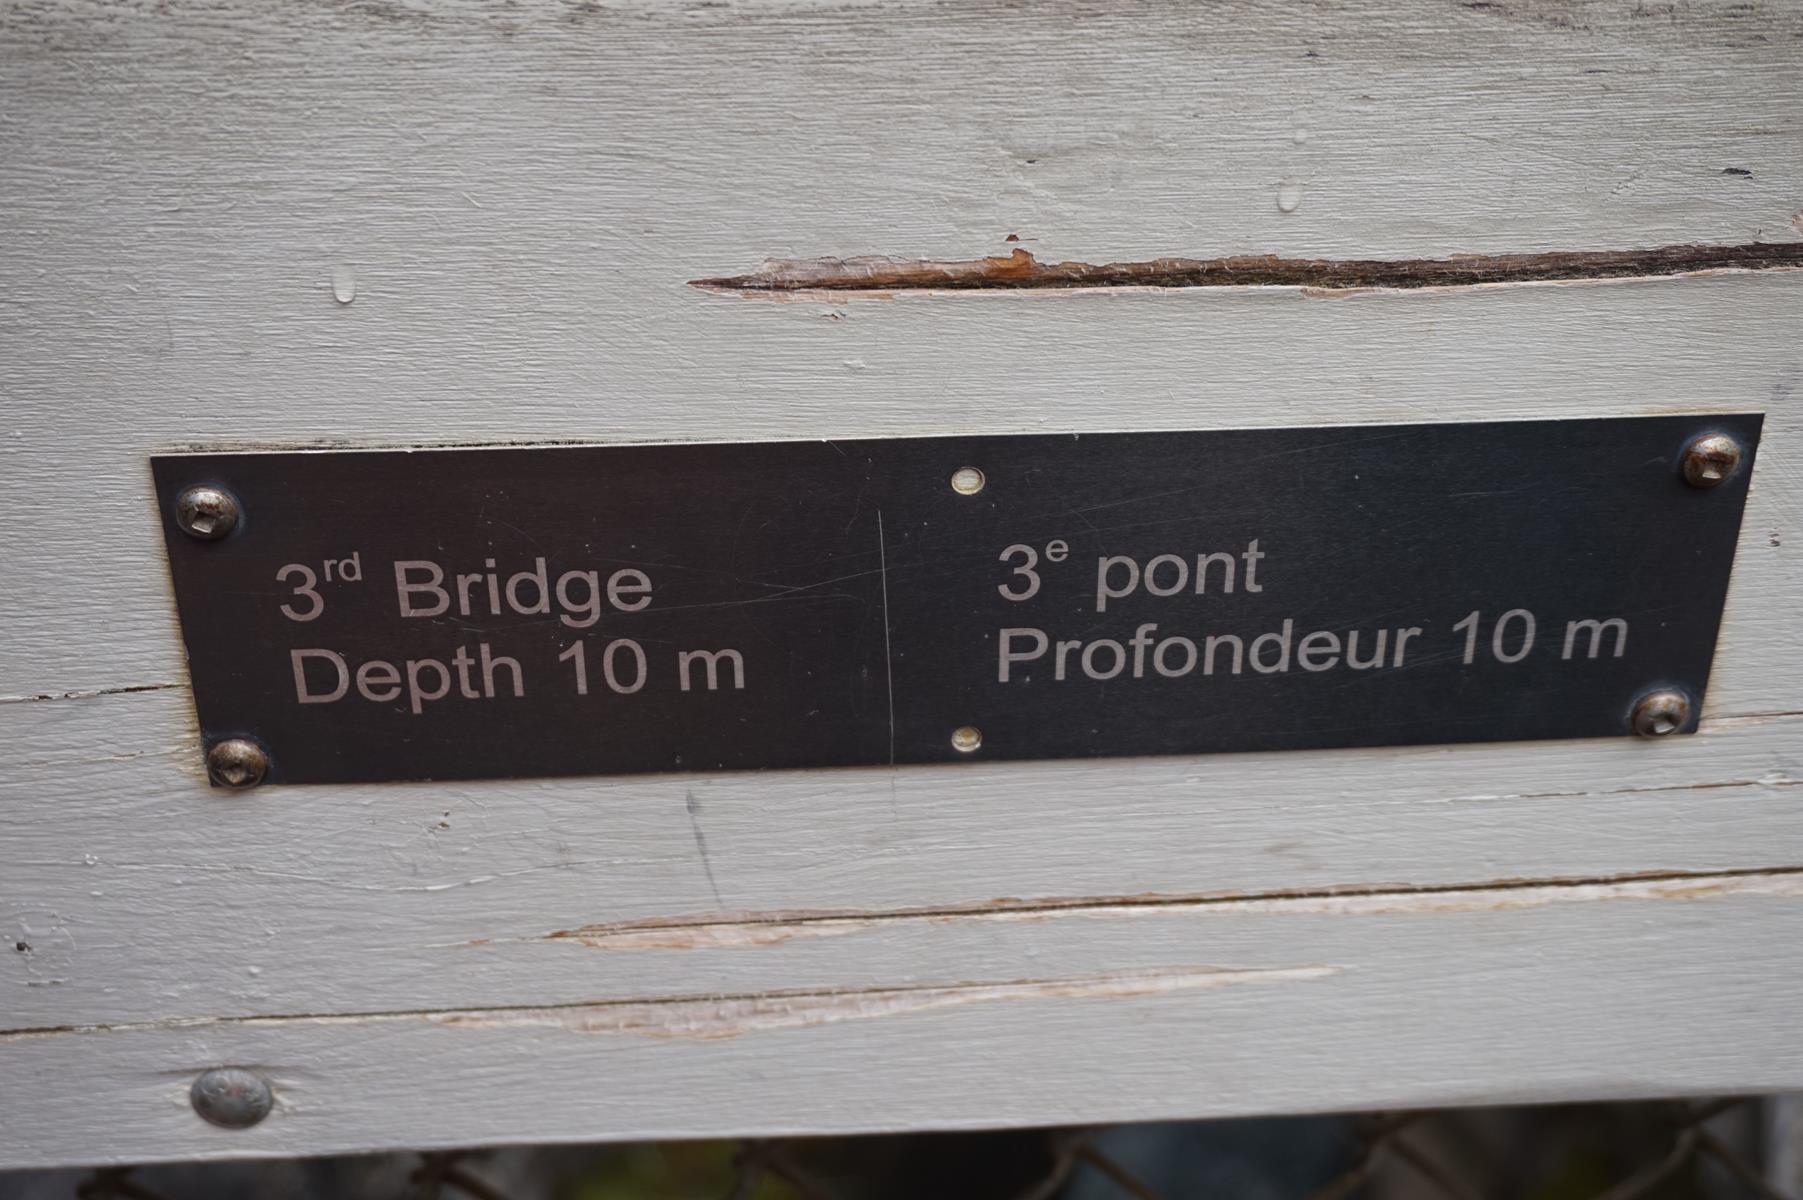 3rd Bridge
Depth 10 m
3e pont
Profondeur 10 m